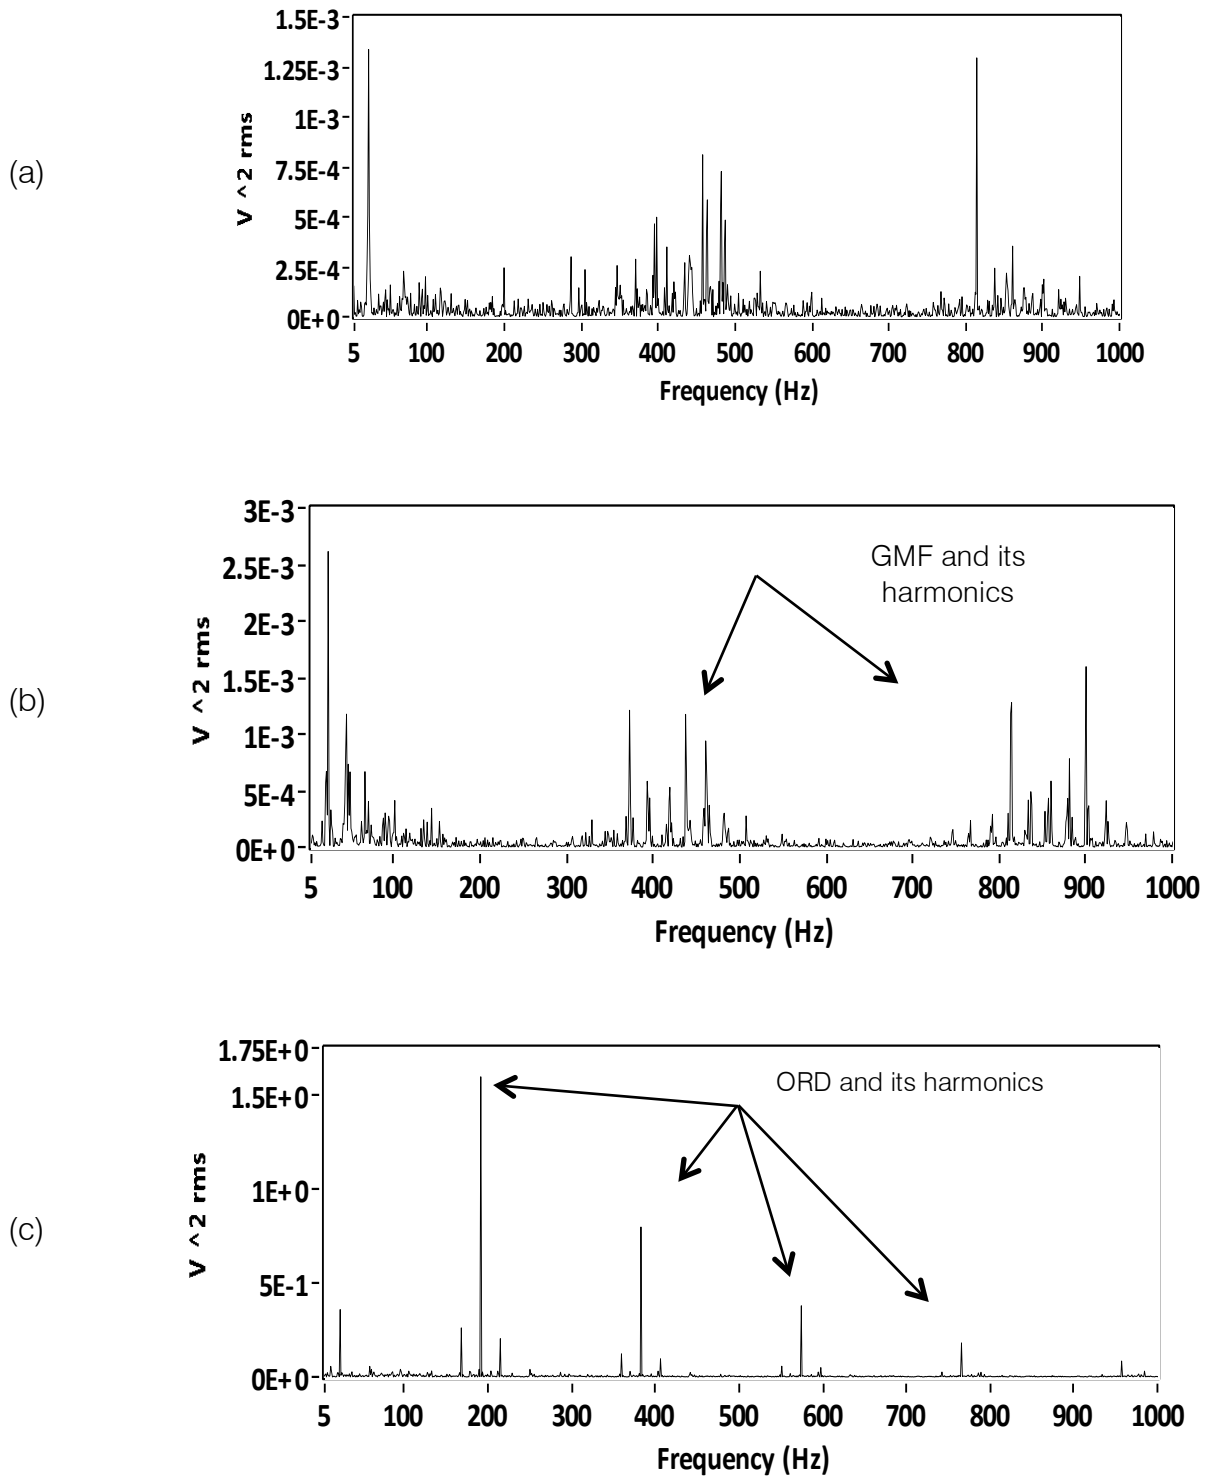 (a)
V ^2 rms
1.5E-3
1.25E-3
1E-3
7.5E-4
5E-4
2.5E-4
0E+0
5 100 200 300 400 500 600 700 800 900 1000
Frequency (Hz)
(b)
V ^2 rms
3E-3
2.5E-3
2E-3
1.5E-3
1E-3
5E-4
0E+0
GMF and its
harmonics
5 100 200 300 400 500 600 700 800 900 1000
Frequency (Hz)
(c)
V ^2 rms
1.75E+0
1.5E+0
1E+0
5E-1
0E+0
ORD and its harmonics
5 100 200 300 400 500 600 700 800 900 1000
Frequency (Hz)